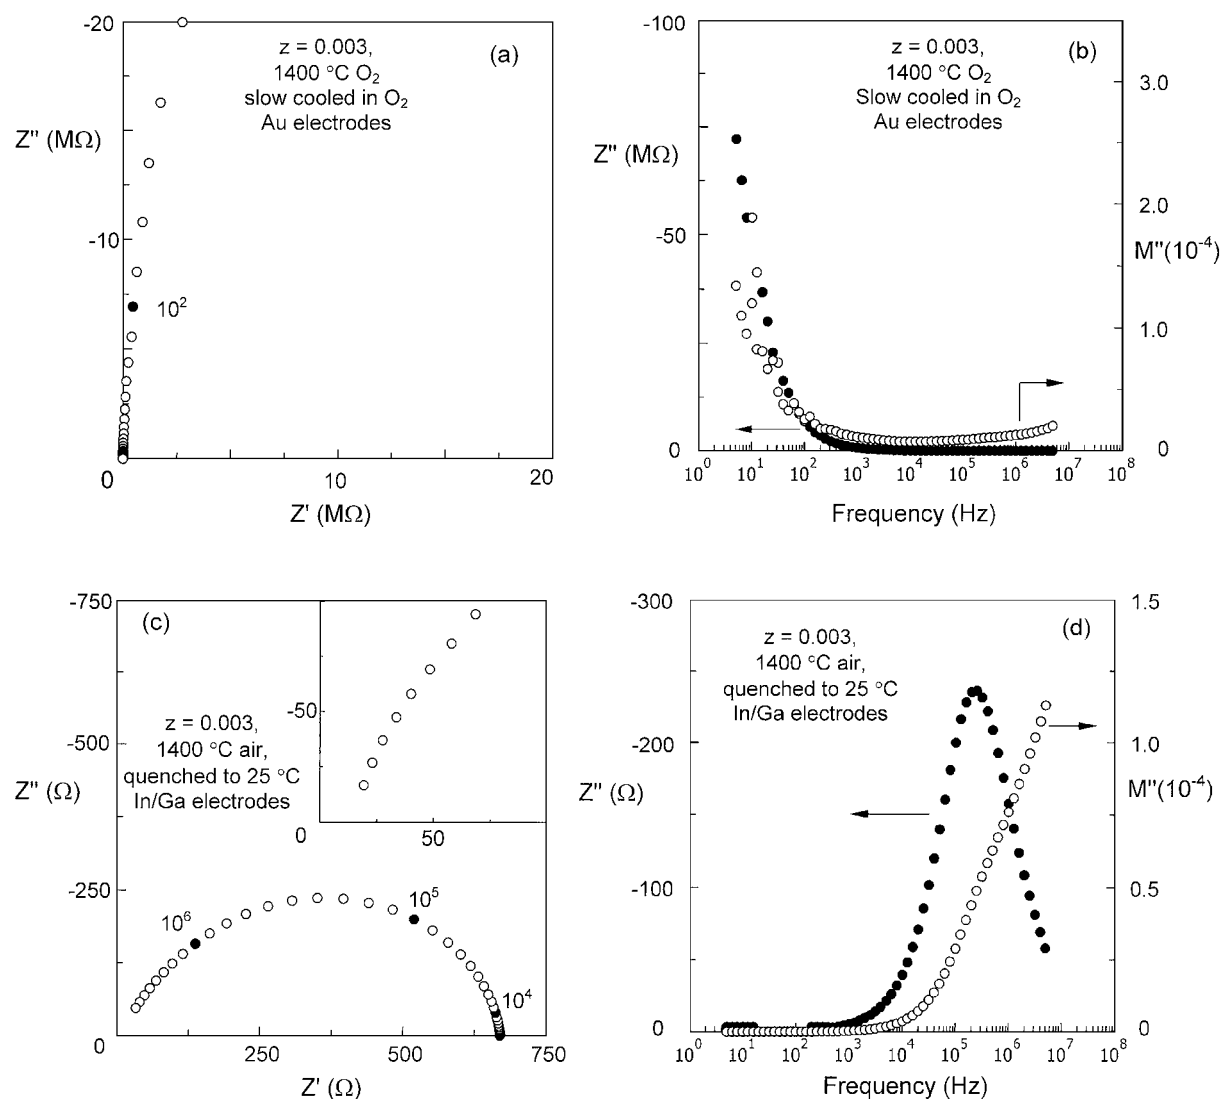 -20
z = 0.003,
1400 °C O₂
slow cooled in O₂
Au electrodes
(a)
Z" (MΩ)
-10
10²
0
10
20
Z' (MΩ)
-100
z = 0.003,
1400 °C O₂
Slow cooled in O₂
Au electrodes
(b)
3.0
Z" (MΩ)
2.0
-50
M"(10⁻⁴)
1.0
0
0
10⁰ 10¹ 10² 10³ 10⁴ 10⁵ 10⁶ 10⁷ 10⁸
Frequency (Hz)
-750
(c)
z = 0.003,
1400 °C air,
quenched to 25 °C
In/Ga electrodes
-50
0
50
-500
Z" (Ω)
-250
10⁶
10⁵
10⁴
0
250
500
750
Z' (Ω)
-300
z = 0.003,
1400 °C air,
quenched to 25 °C
In/Ga electrodes
(d)
1.5
-200
1.0
Z" (Ω)
M"(10⁻⁴)
-100
0.5
0
0
10⁰ 10¹ 10² 10³ 10⁴ 10⁵ 10⁶ 10⁷ 10⁸
Frequency (Hz)